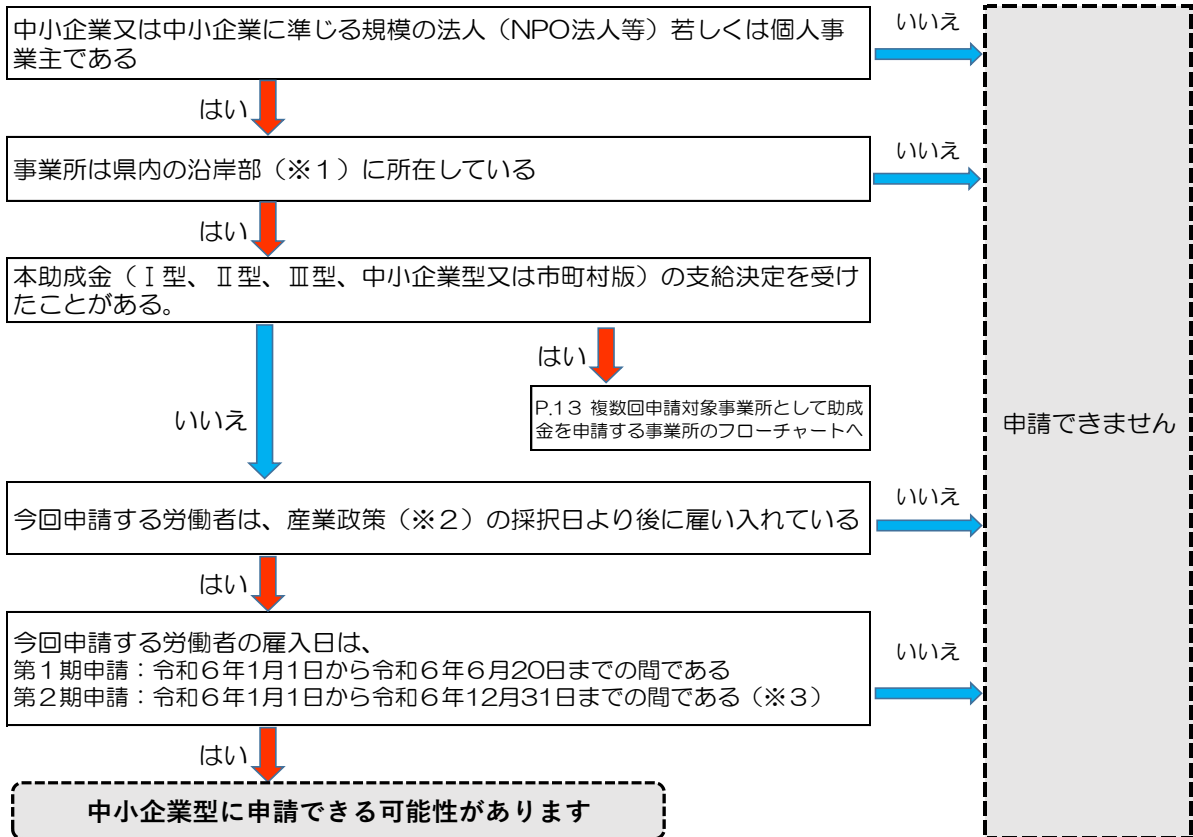 中小企業又は中小企業に準じる規模の法人（NPO法人等）若しくは個人事
業主である
いいえ
はい
事業所は県内の沿岸部（※１）に所在している
いいえ
はい
本助成金（Ⅰ型、Ⅱ型、Ⅲ型、中小企業型又は市町村版）の支給決定を受け
たことがある。
はい
いいえ
P.13 複数回申請対象事業所として助成
金を申請する事業所のフローチャートへ
申請できません
今回申請する労働者は、産業政策（※２）の採択日より後に雇い入れている
いいえ
はい
今回申請する労働者の雇入日は、
第１期申請：令和６年1月1日から令和６年６月20日までの間である
第２期申請：令和６年1月1日から令和６年12月31日までの間である（※３）
いいえ
はい
中小企業型に申請できる可能性があります